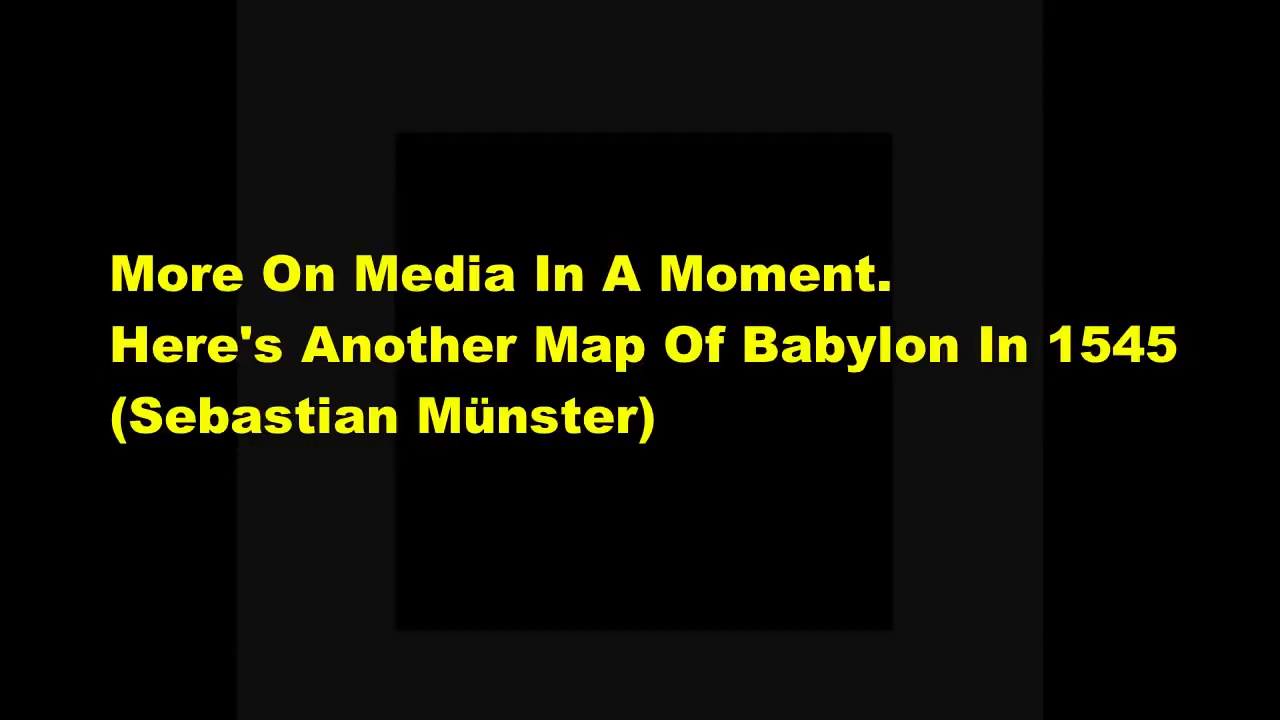 More On Media In A Moment.
Here's Another Map Of Babylon In 1545
(Sebastian Münster)